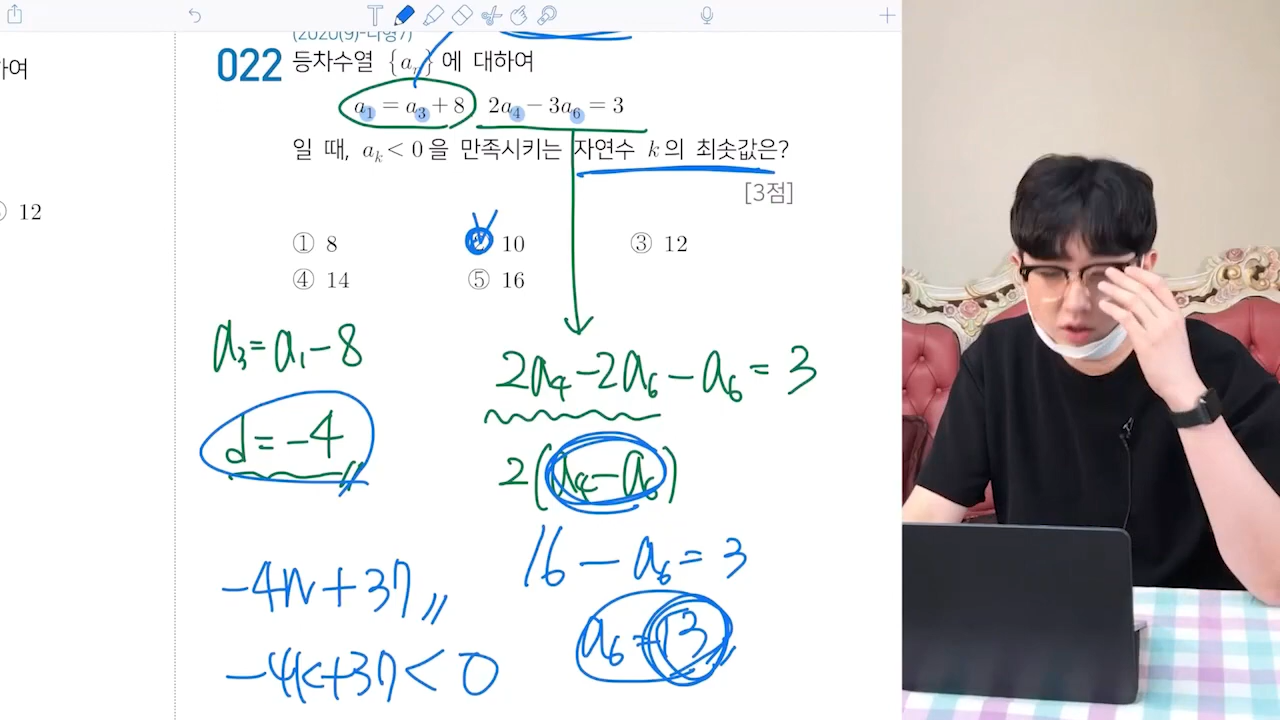 (2020(9)-나형7)
하여
022 등차수열 {aₙ}에 대하여
a₁ = a₃ + 8 2a₄ − 3a₆ = 3
일 때, aₖ < 0을 만족시키는 자연수 k의 최솟값은?
[3점]
12
① 8
10
③ 12
④ 14
⑤ 16
a₃ = a₁ − 8
d = −4
2a₄ − 2a₆ − a₆ = 3
2(a₄ − a₆)
16 − a₆ = 3
a₆ = 13
−4n + 37
−4k + 37 < 0